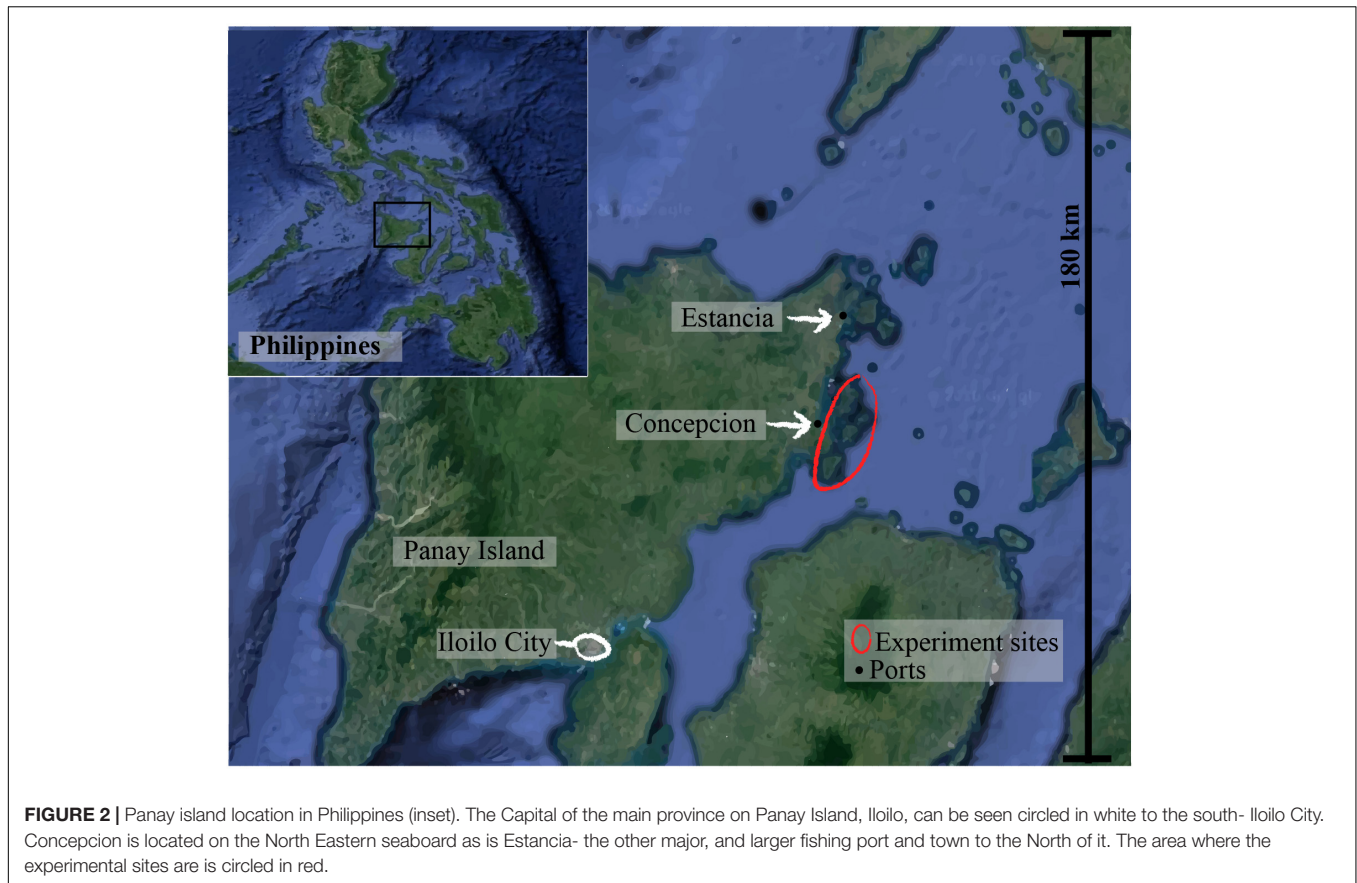 Philippines
Estancia
Concepcion
Panay Island
Iloilo City
180 km
Experiment sites
• Ports
FIGURE 2 | Panay island location in Philippines (inset). The Capital of the main province on Panay Island, Iloilo, can be seen circled in white to the south- Iloilo City.
Concepcion is located on the North Eastern seaboard as is Estancia- the other major, and larger fishing port and town to the North of it. The area where the
experimental sites are is circled in red.